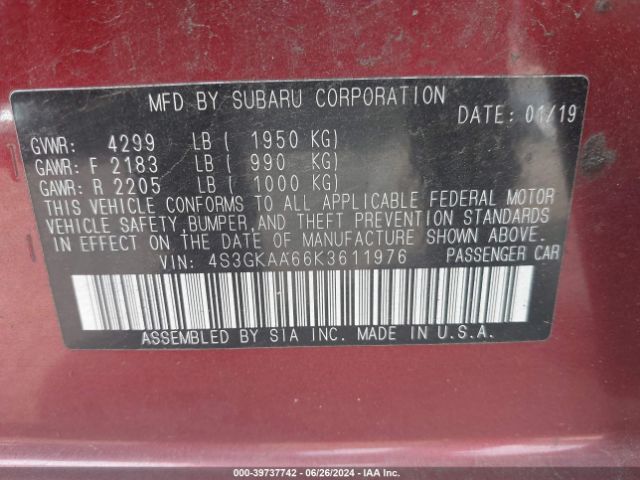 MFD BY SUBARU CORPORATION
DATE: 01/19
GVWR: 4299 LB ( 1950 KG)
GAWR: F 2183 LB ( 990 KG)
GAWR: R 2205 LB ( 1000 KG)
THIS VEHICLE CONFORMS TO ALL APPLICABLE FEDERAL MOTOR
VEHICLE SAFETY,BUMPER,AND THEFT PREVENTION STANDARDS
IN EFFECT ON THE DATE OF MANUFACTURE SHOWN ABOVE.
VIN: 4S3GKAA66K3611976 PASSENGER CAR
ASSEMBLED BY SIA INC. MADE IN U.S.A.
000-39737742 - 06/26/2024 - IAAI.COM